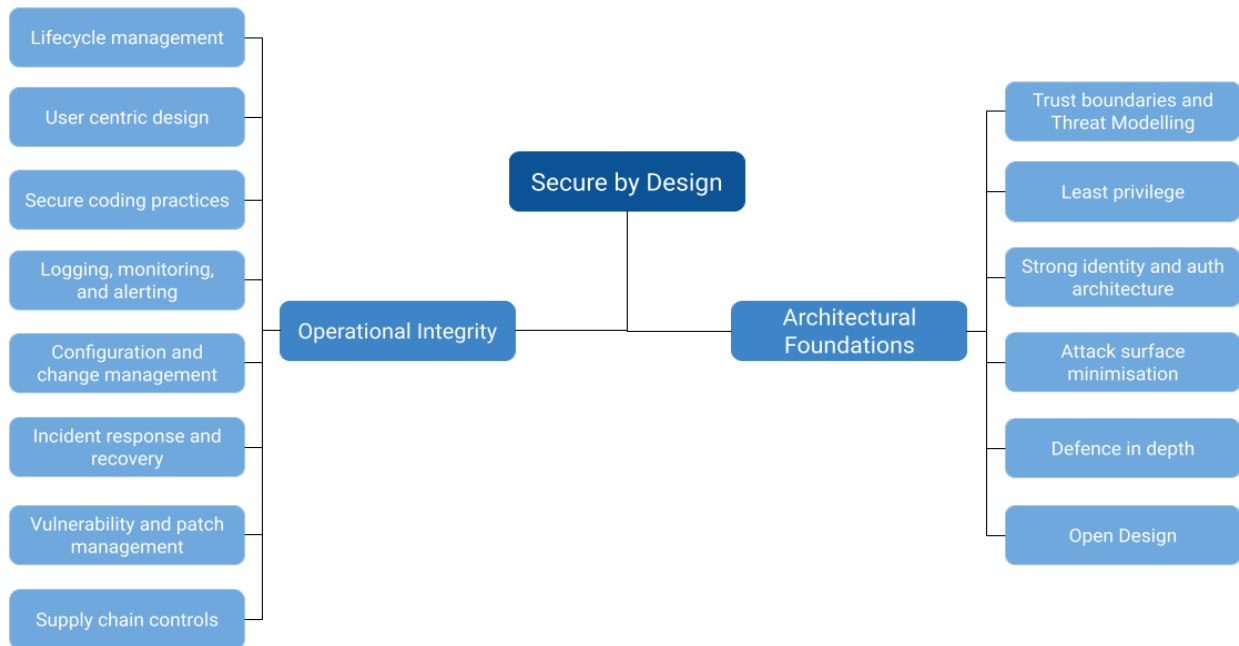 Secure by Design
Operational Integrity
Lifecycle management
User centric design
Secure coding practices
Logging, monitoring,
and alerting
Configuration and
change management
Incident response and
recovery
Vulnerability and patch
management
Supply chain controls
Architectural
Foundations
Trust boundaries and
Threat Modelling
Least privilege
Strong identity and auth
architecture
Attack surface
minimisation
Defence in depth
Open Design